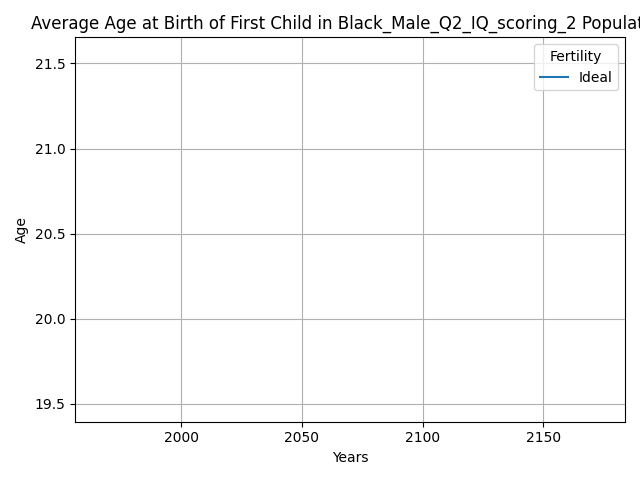 Average Age at Birth of First Child in Black_Male_Q2_IQ_scoring_2 Populat
Fertility
Ideal
21.5
21.0
20.5
20.0
19.5
Age
2000 2050 2100 2150
Years